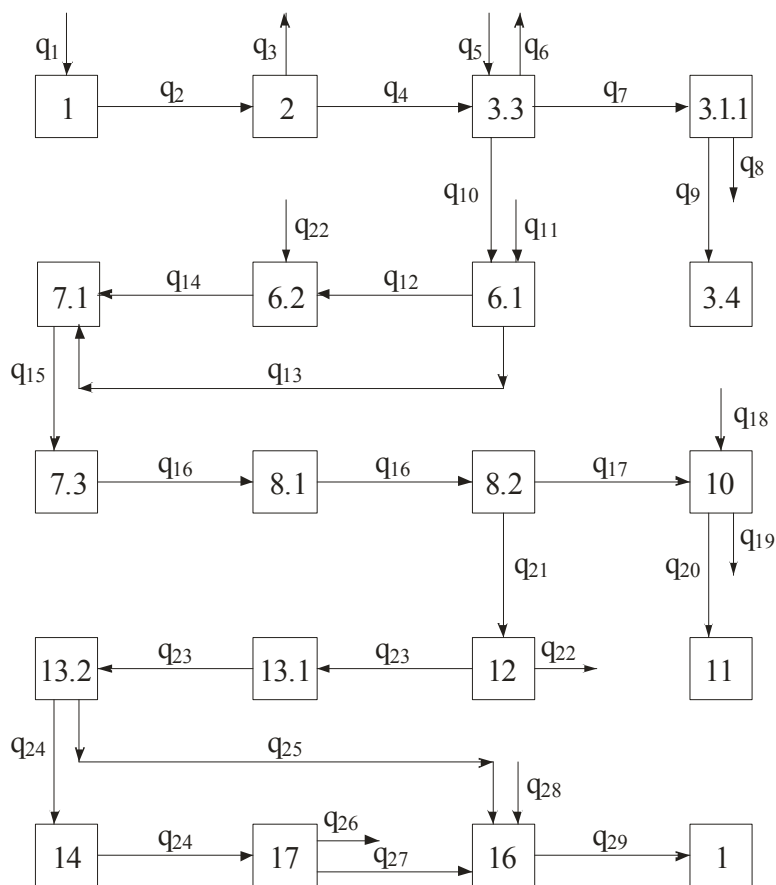 q1 q3 q5 q6
1 q2 2 q4 3.3 q7 3.1.1
q10 q9 q8
q22 q11
7.1 q14 6.2 q12 6.1 3.4
q15 q13
q18
7.3 q16 8.1 q16 8.2 q17 10
q21 q20 q19
13.2 q23 13.1 q23 12 q22 11
q24 q25
q28
14 q24 17 q26 q27 16 q29 1